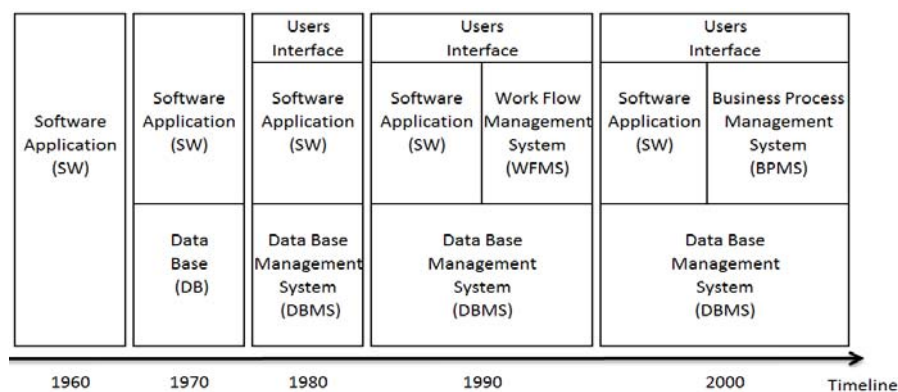 Software
Application
(SW)
Software
Application
(SW)
Data
Base
(DB)
Users
Interface
Software
Application
(SW)
Data Base
Management
System
(DBMS)
Users
Interface
Software
Application
(SW)
Work Flow
Management
System
(WFMS)
Data Base
Management
System
(DBMS)
Users
Interface
Software
Application
(SW)
Business Process
Management
System
(BPMS)
Data Base
Management
System
(DBMS)
1960 1970 1980 1990 2000 Timeline